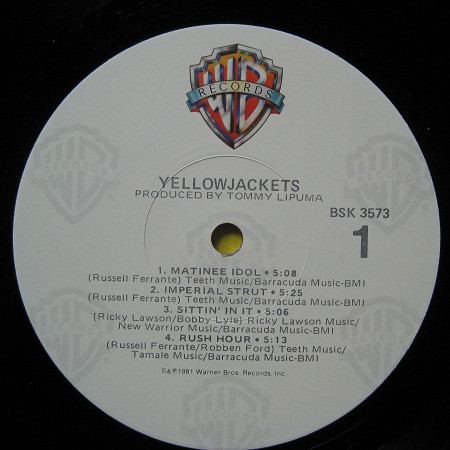 WB
RECORDS
YELLOWJACKETS
PRODUCED BY TOMMY LIPUMA
BSK 3573
1
1. MATINEE IDOL • 5:08
(Russell Ferrante) Teeth Music/Barracuda Music-BMI
2. IMPERIAL STRUT • 5:25
(Russell Ferrante) Teeth Music/Barracuda Music-BMI
3. SITTIN' IN IT • 5:06
(Ricky Lawson/Bobby Lyle) Ricky Lawson Music/
New Warrior Music/Barracuda Music-BMI
4. RUSH HOUR • 5:13
(Russell Ferrante/Robben Ford) Teeth Music/
Tamale Music/Barracuda Music-BMI
©&℗1981 Warner Bros. Records, Inc.